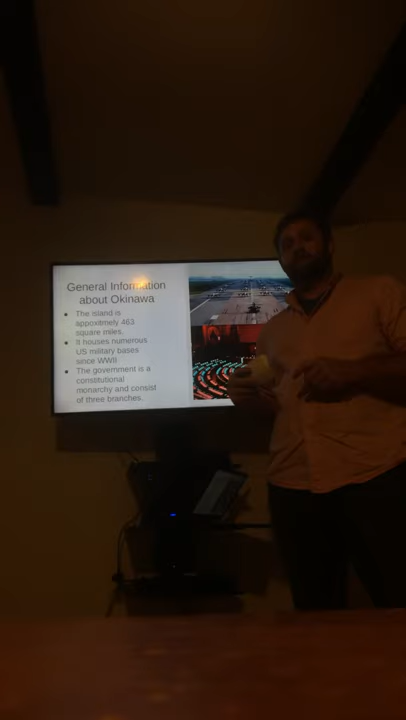 General Information
about Okinawa
● The island is
appoxitmely 463
square miles.
● It houses numerous
US military bases
since WWII
● The government is a
constitutional
monarchy and consist
of three branches.